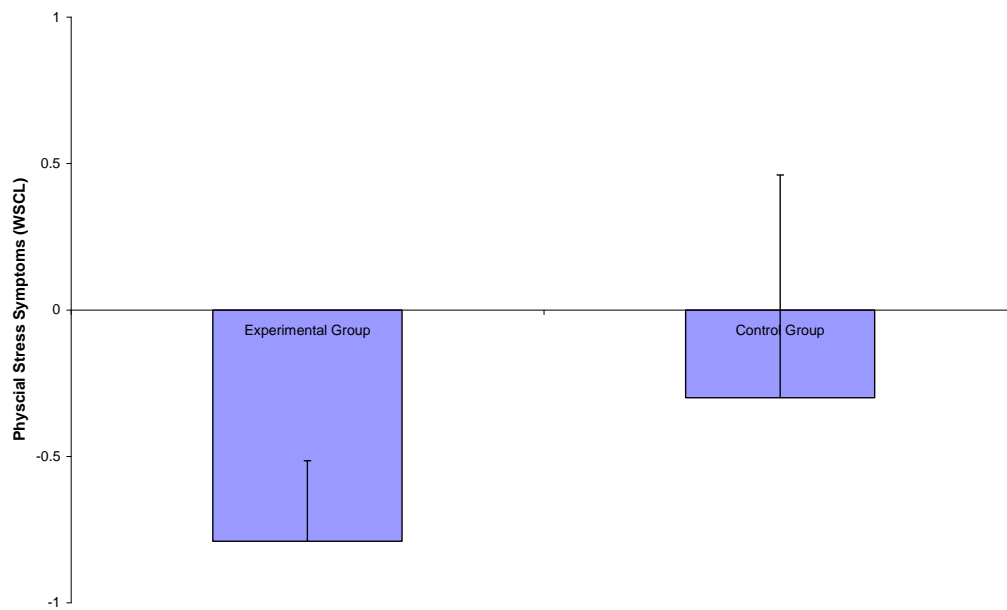 1
0.5
0
-0.5
-1
Physcial Stress Symptoms (WSCL)
Experimental Group
Control Group